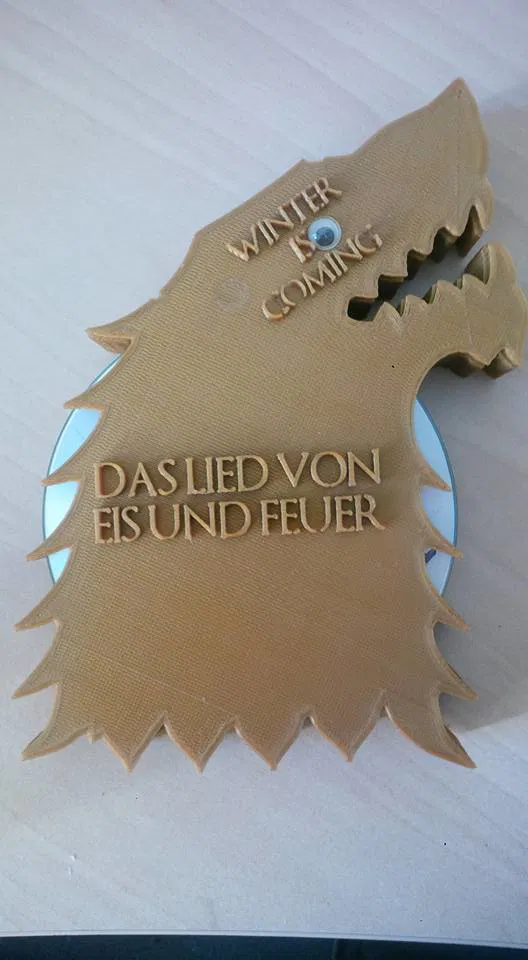 WINTER
IS
COMING
DAS LIED VON
EIS UND FEUER